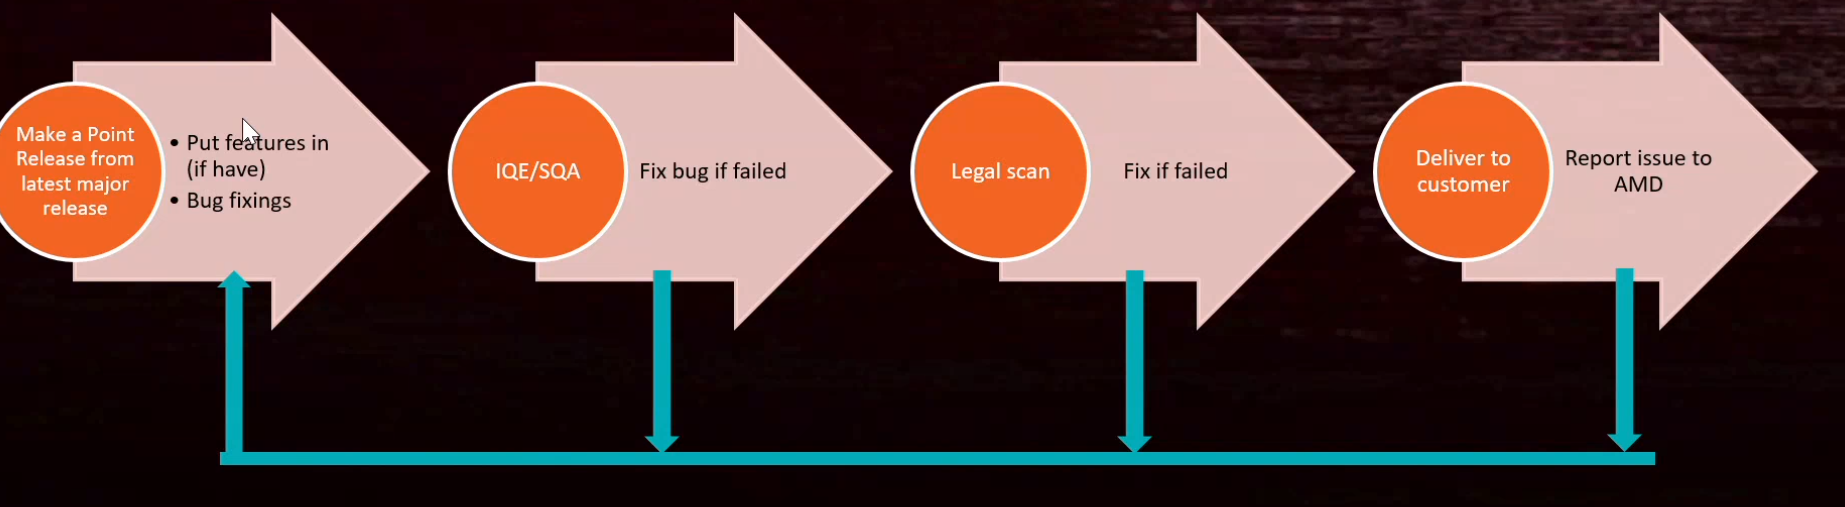 Make a Point
Release from
latest major
release
• Put features in
(if have)
• Bug fixings
IQE/SQA
Fix bug if failed
Legal scan
Fix if failed
Deliver to
customer
Report issue to
AMD